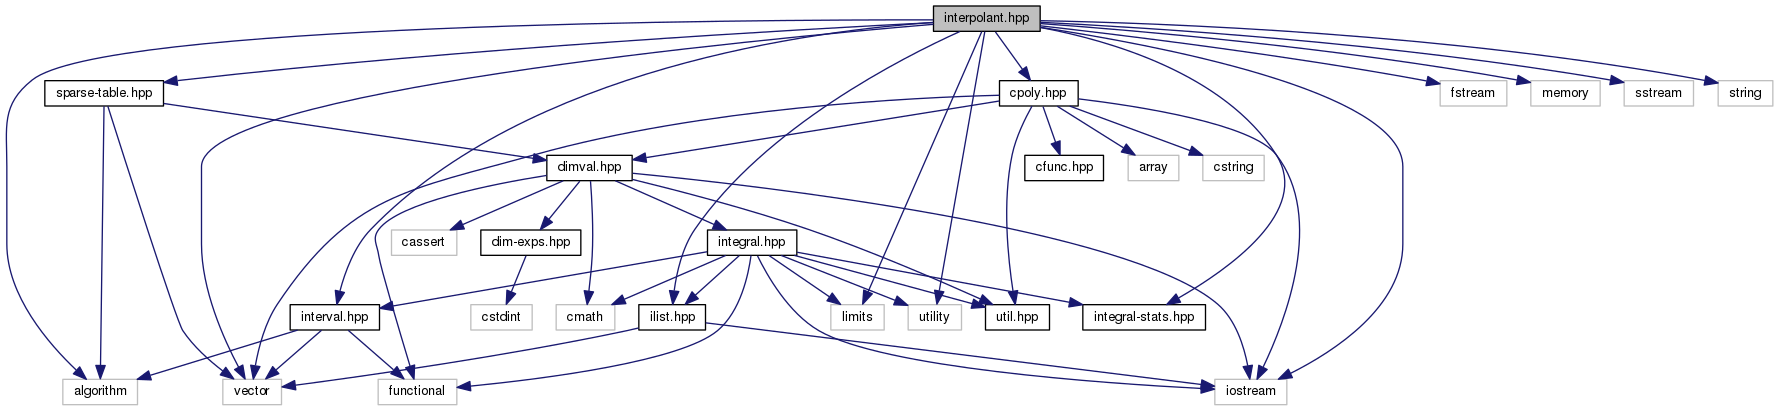 interpolant.hpp
sparse-table.hpp
cpoly.hpp
fstream
memory
sstream
string
dimval.hpp
cfunc.hpp
array
cstring
cassert
dim-exps.hpp
integral.hpp
interval.hpp
cstdint
cmath
ilist.hpp
limits
utility
util.hpp
integral-stats.hpp
algorithm
vector
functional
iostream